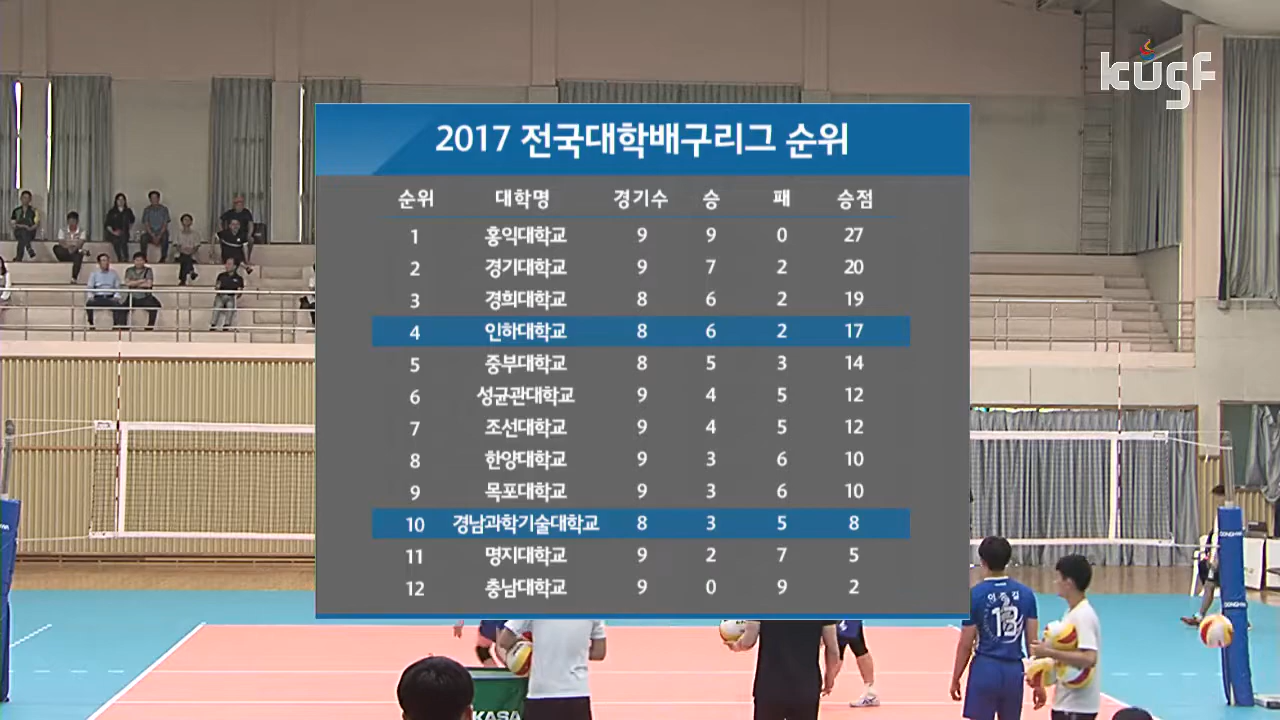 kusf
2017 전국대학배구리그 순위
순위 대학명 경기수 승 패 승점
1 홍익대학교 9 9 0 27
2 경기대학교 9 7 2 20
3 경희대학교 8 6 2 19
4 인하대학교 8 6 2 17
5 중부대학교 8 5 3 14
6 성균관대학교 9 4 5 12
7 조선대학교 9 4 5 12
8 한양대학교 9 3 6 10
9 목포대학교 9 3 6 10
10 경남과학기술대학교 8 3 5 8
11 명지대학교 9 2 7 5
12 충남대학교 9 0 9 2
13
KASA